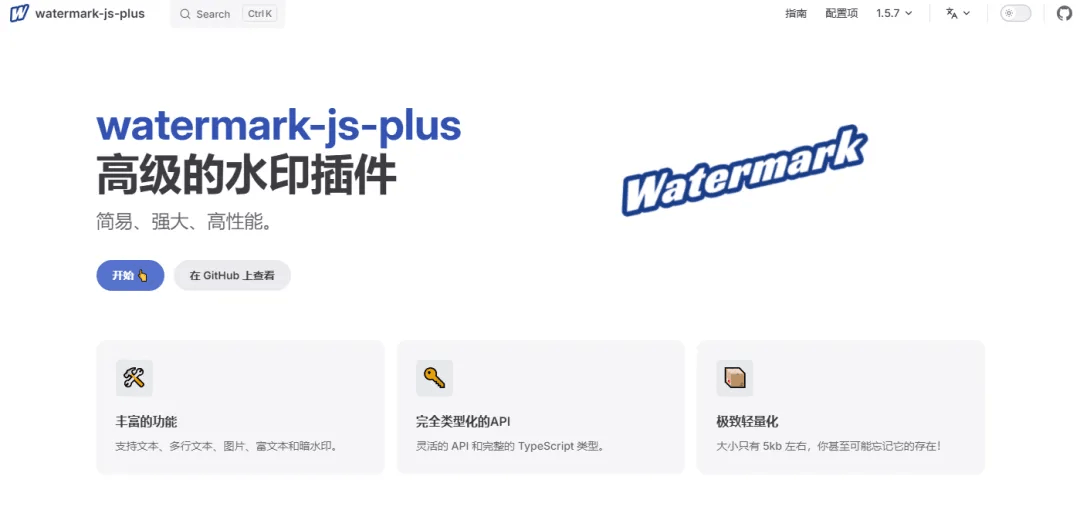 watermark-js-plus
Search
Ctrl K
指南
配置项
1.5.7
watermark-js-plus
高级的水印插件
简易、强大、高性能。
Watermark
开始
在 GitHub 上查看
丰富的功能
支持文本、多行文本、图片、富文本和暗水印。
完全类型化的API
灵活的 API 和完整的 TypeScript 类型。
极致轻量化
大小只有 5kb 左右，你甚至可能忘记它的存在！